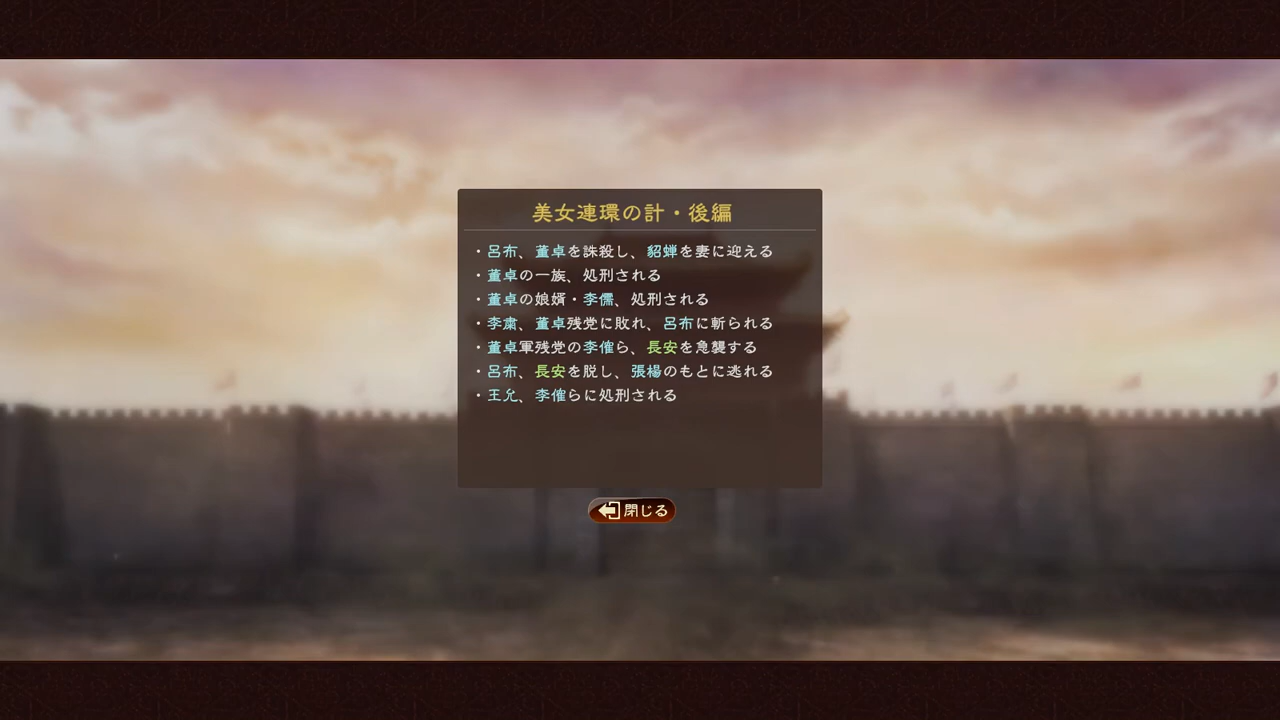 美女連環の計・後編
・呂布、董卓を誅殺し、貂蝉を妻に迎える
・董卓の一族、処刑される
・董卓の娘婿・李儒、処刑される
・李粛、董卓残党に敗れ、呂布に斬られる
・董卓軍残党の李傕ら、長安を急襲する
・呂布、長安を脱し、張楊のもとに逃れる
・王允、李傕らに処刑される
閉じる